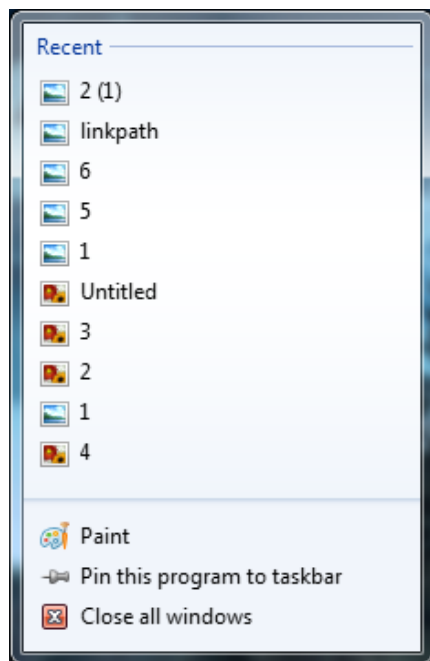 Recent
2 (1)
linkpath
6
5
1
Untitled
3
2
1
4
Paint
Pin this program to taskbar
Close all windows